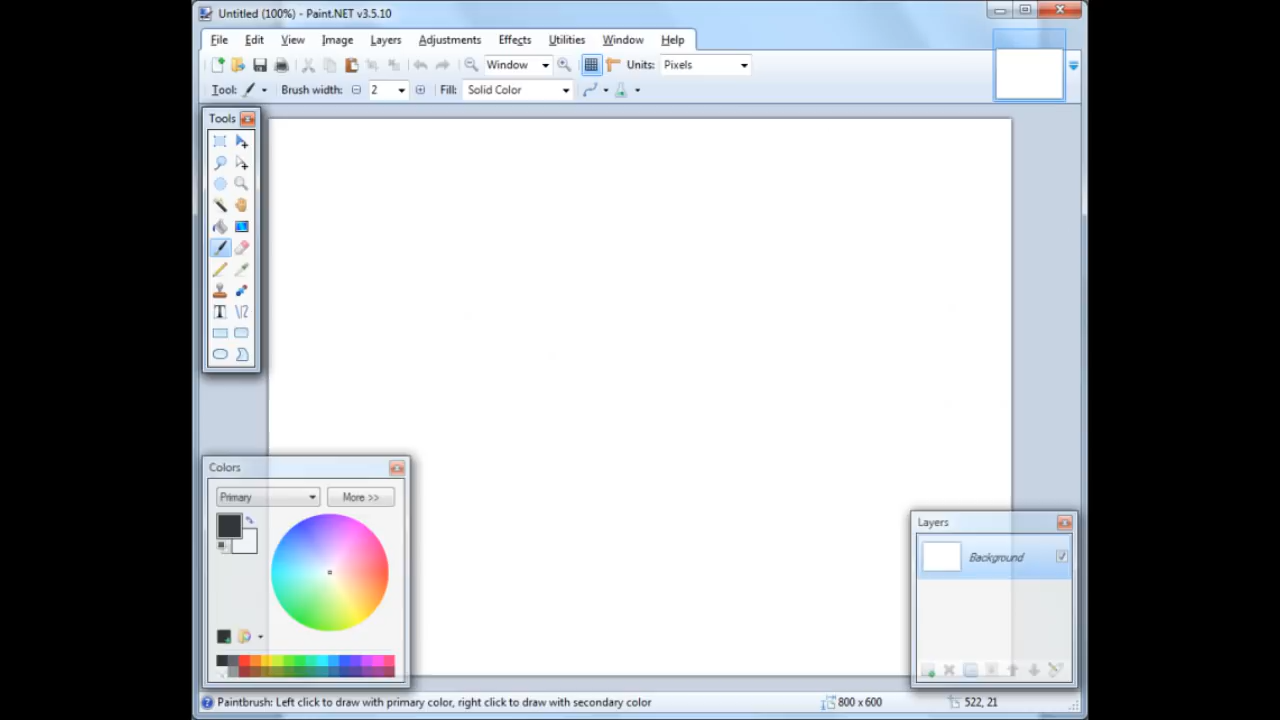 Untitled (100%) - Paint.NET v3.5.10
File Edit View Image Layers Adjustments Effects Utilities Window Help
Window Units: Pixels
Tool: Brush width: 2 Fill: Solid Color
Tools
Colors
Primary More >>
Layers
Background
Paintbrush: Left click to draw with primary color, right click to draw with secondary color 800 x 600 522, 21